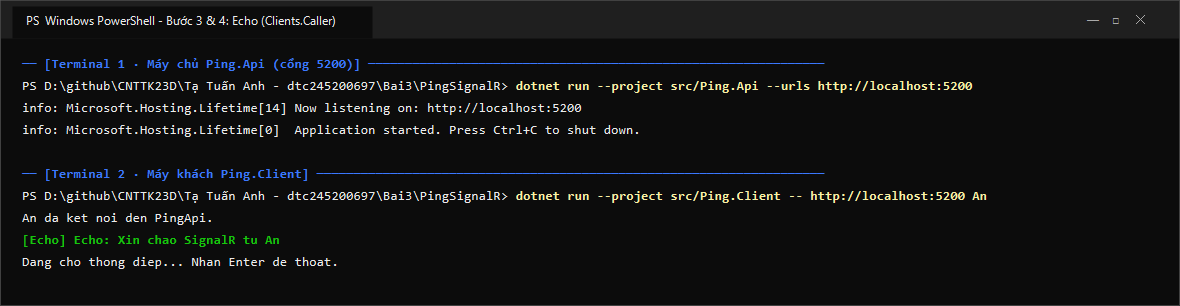 PS Windows PowerShell - Bước 3 & 4: Echo (Clients.Caller)
── [Terminal 1 · Máy chủ Ping.Api (cổng 5200)] ──────────────────────────────
PS D:\github\CNTTK23D\Tạ Tuấn Anh - dtc245200697\Bai3\PingSignalR> dotnet run --project src/Ping.Api --urls http://localhost:5200
info: Microsoft.Hosting.Lifetime[14] Now listening on: http://localhost:5200
info: Microsoft.Hosting.Lifetime[0]  Application started. Press Ctrl+C to shut down.
── [Terminal 2 · Máy khách Ping.Client] ──────────────────────────────
PS D:\github\CNTTK23D\Tạ Tuấn Anh - dtc245200697\Bai3\PingSignalR> dotnet run --project src/Ping.Client -- http://localhost:5200 An
An da ket noi den PingApi.
[Echo] Echo: Xin chao SignalR tu An
Dang cho thong diep... Nhan Enter de thoat.